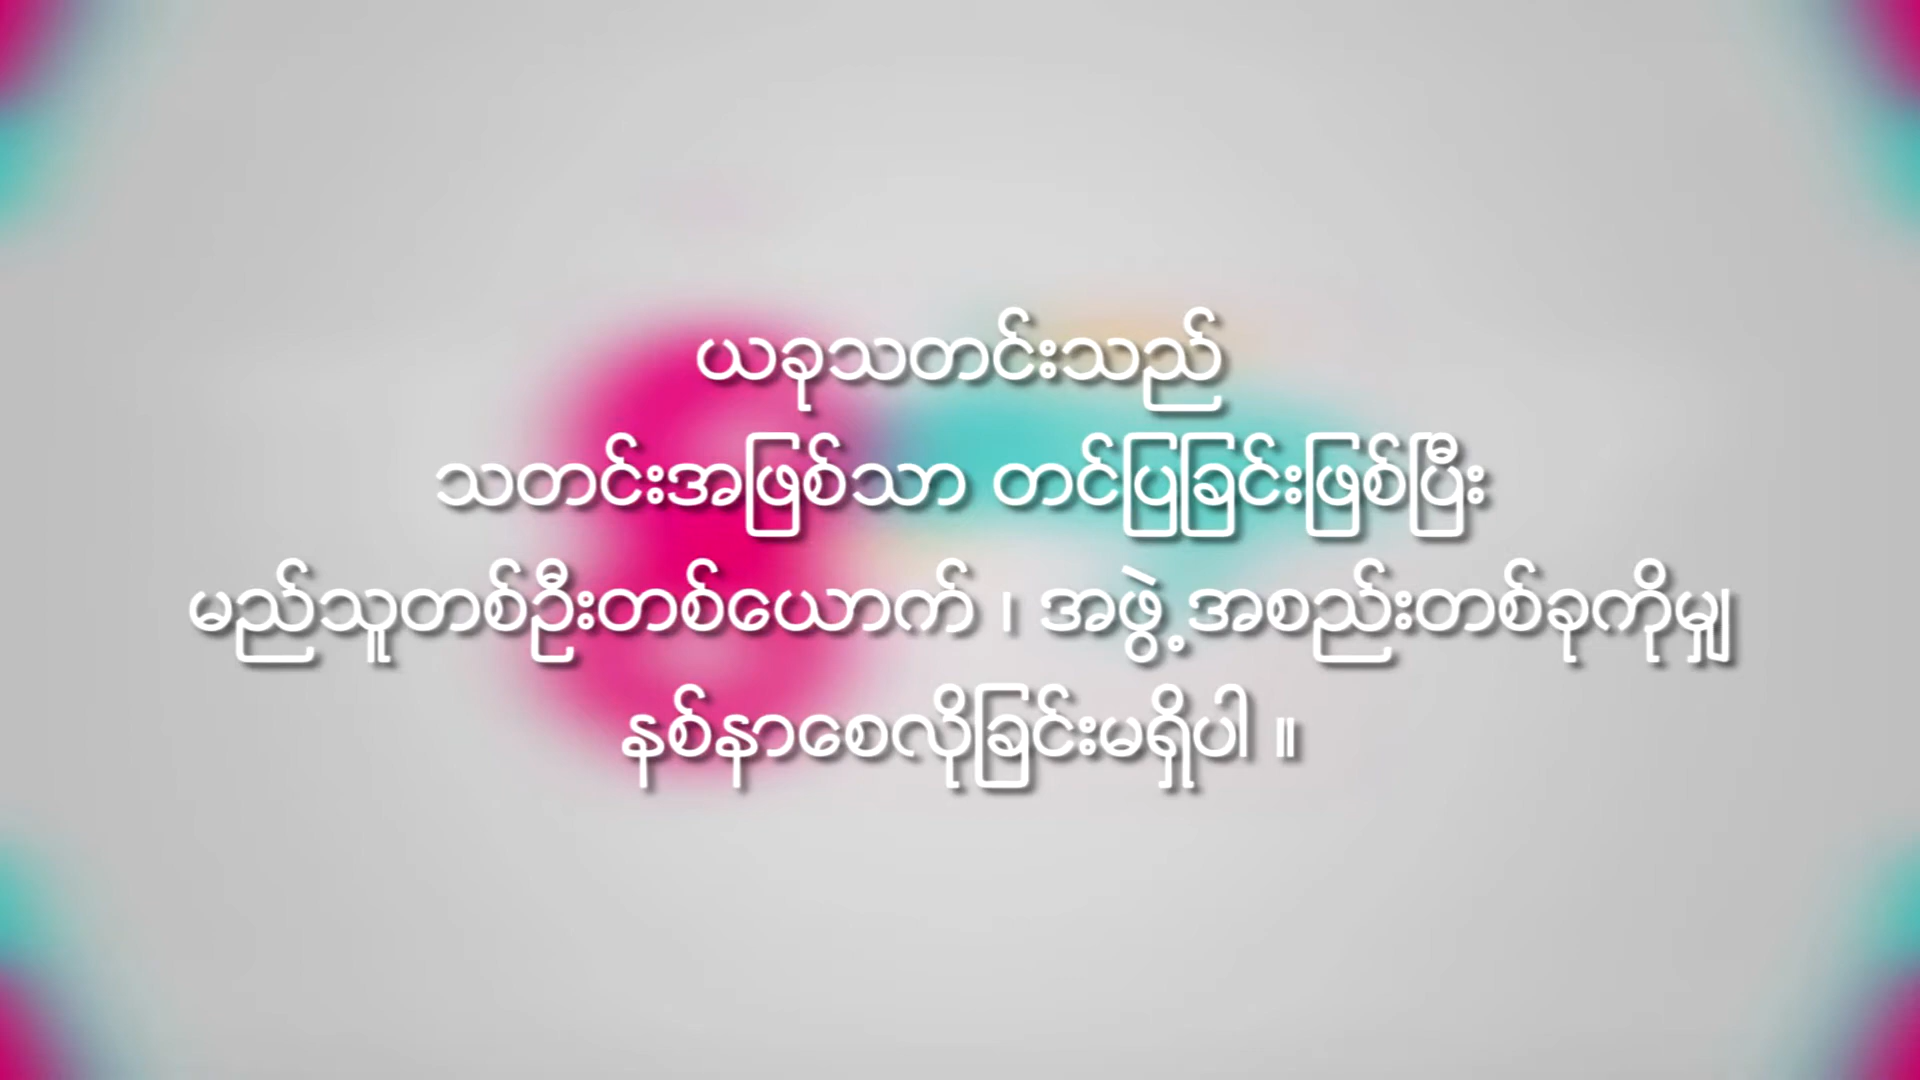 ယခုသတင်းသည်
သတင်းအဖြစ်သာ တင်ပြခြင်းဖြစ်ပြီး
မည်သူတစ်ဦးတစ်ယောက် ၊ အဖွဲ့အစည်းတစ်ခုကိုမျှ
နစ်နာစေလိုခြင်းမရှိပါ ။